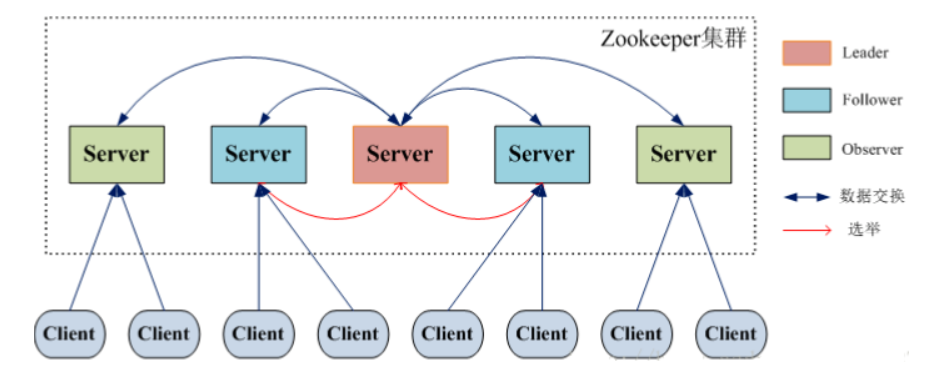 Zookeeper集群
Leader
Follower
Observer
数据交换
选举
Server
Server
Server
Server
Server
Client
Client
Client
Client
Client
Client
Client
Client